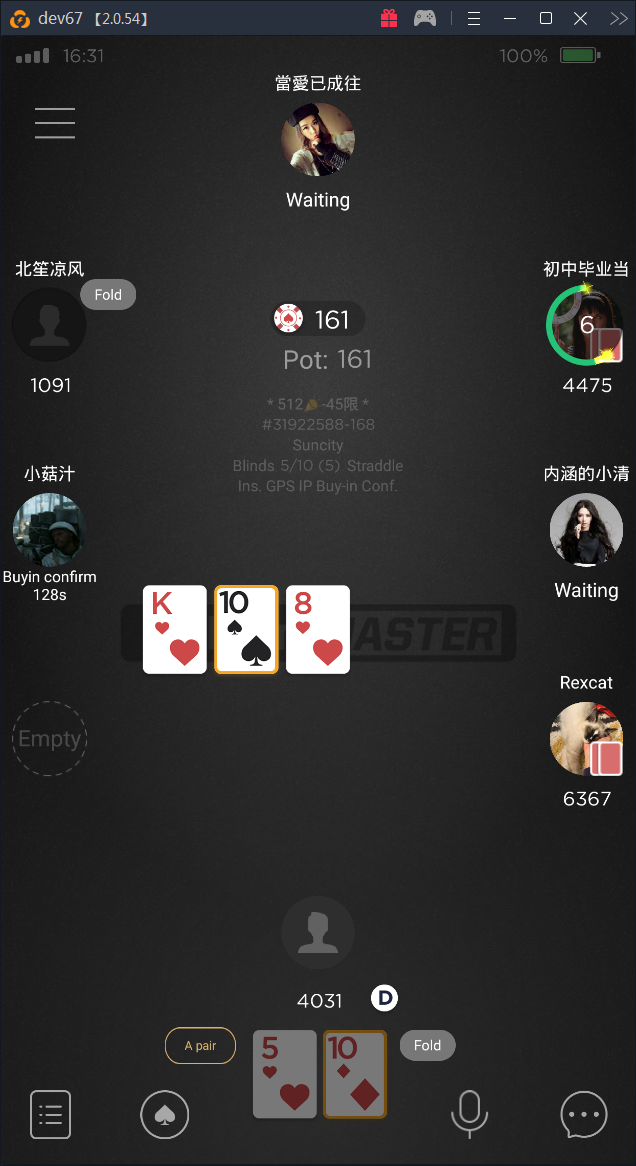 dev67 【2.0.54】
16:31
100%
當愛已成往
Waiting
北笙凉风
Fold
1091
初中毕业当
6
4475
161
Pot: 161
* 512 -45限 *
#31922588-168
Suncity
Blinds 5/10 (5) Straddle
Ins. GPS IP Buy-in Conf.
小菇汁
Buyin confirm
128s
内涵的小清
Waiting
K
10
8
MASTER
Empty
Rexcat
6367
4031
D
A pair
5
10
Fold